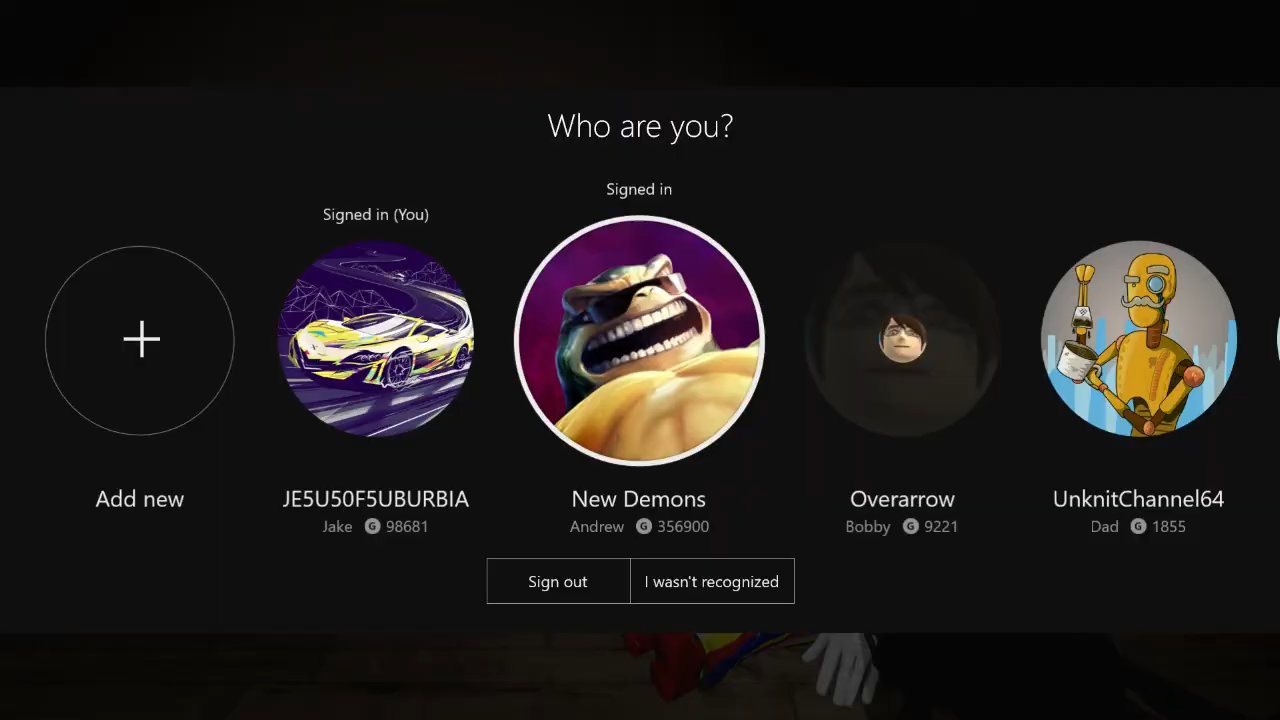 Who are you?
Signed in
Signed in (You)
Add new
JE5U50F5UBURBIA
New Demons
Overarrow
UnknitChannel64
Jake G 98681
Andrew G 356900
Bobby G 9221
Dad G 1855
Sign out
I wasn't recognized